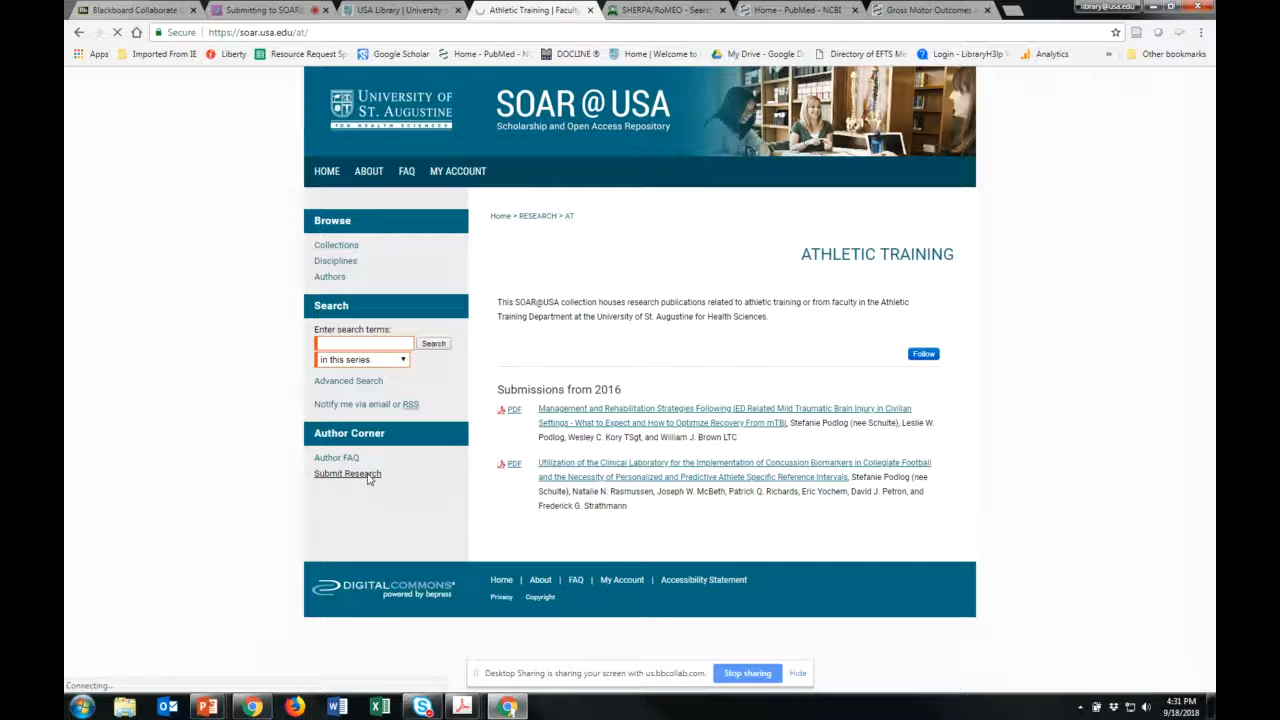 Blackboard Collaborate U
Submitting to SOAR@
USA Library | University o
Athletic Training | Facult
SHERPA/RoMEO - Searc
Home - PubMed - NCBI
Gross Motor Outcomes a
library@usa.edu
Secure | https://soar.usa.edu/at/
Apps
Imported From IE
Liberty
Resource Request Sp
Google Scholar
Home - PubMed - NC
DOCLINE ®
Home | Welcome to
My Drive - Google D
Directory of EFTS Me
Login - LibraryH3lp
Analytics
»
Other bookmarks
UNIVERSITY OF
ST. AUGUSTINE
FOR HEALTH SCIENCES
SOAR @ USA
Scholarship and Open Access Repository
HOME ABOUT FAQ MY ACCOUNT
Home > RESEARCH > AT
Browse
Collections
Disciplines
Authors
ATHLETIC TRAINING
This SOAR@USA collection houses research publications related to athletic training or from faculty in the Athletic
Training Department at the University of St. Augustine for Health Sciences.
Search
Enter search terms:
Search
in this series
Advanced Search
Notify me via email or RSS
Follow
Submissions from 2016
PDF
Management and Rehabilitation Strategies Following IED Related Mild Traumatic Brain Injury in Civilian
Settings - What to Expect and How to Optimize Recovery From mTBI, Stefanie Podlog (nee Schulte), Leslie W.
Podlog, Wesley C. Kory TSgt, and William J. Brown LTC
PDF
Utilization of the Clinical Laboratory for the Implementation of Concussion Biomarkers in Collegiate Football
and the Necessity of Personalized and Predictive Athlete Specific Reference Intervals, Stefanie Podlog (nee
Schulte), Natalie N. Rasmussen, Joseph W. McBeth, Patrick Q. Richards, Eric Yochem, David J. Petron, and
Frederick G. Strathmann
Author Corner
Author FAQ
Submit Research
DIGITALCOMMONS
powered by bepress
Home | About | FAQ | My Account | Accessibility Statement
Privacy Copyright
Desktop Sharing is sharing your screen with us.bbcollab.com.
Stop sharing
Hide
Connecting...
4:31 PM
9/18/2018